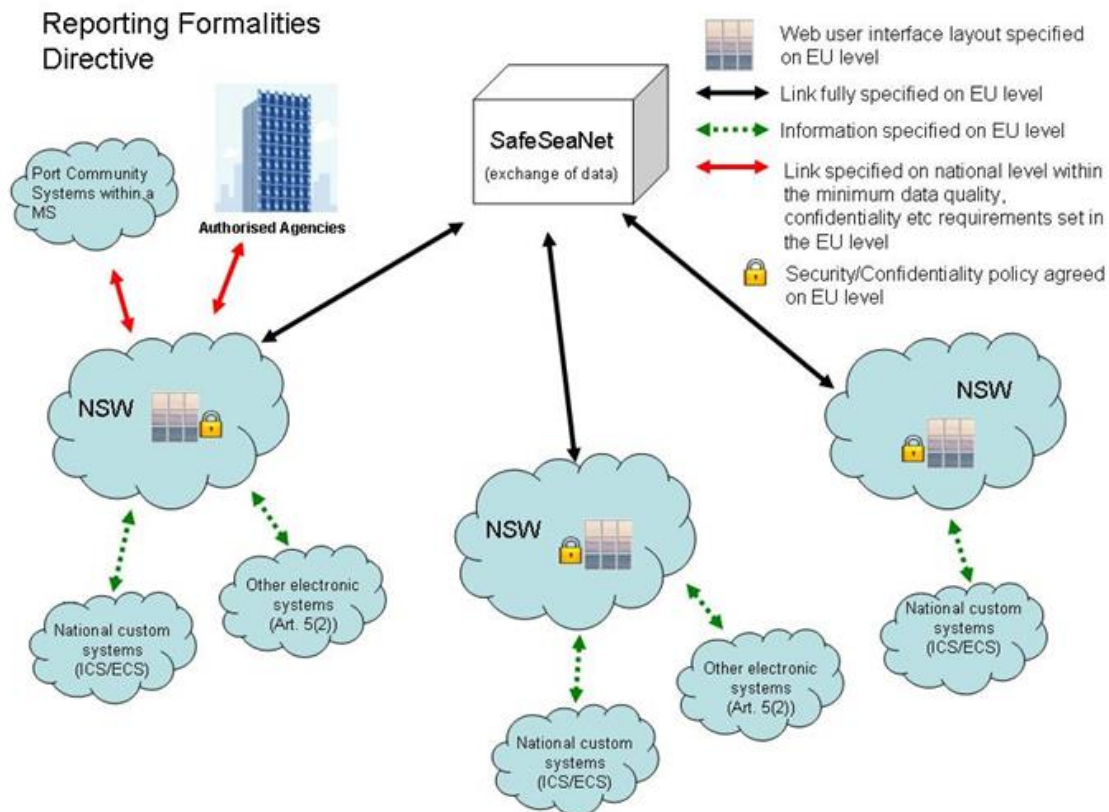 Reporting Formalities
Directive
Web user interface layout specified
on EU level
Link fully specified on EU level
Information specified on EU level
Link specified on national level within
the minimum data quality,
confidentiality etc requirements set in
the EU level
Security/Confidentiality policy agreed
on EU level
SafeSeaNet
(exchange of data)
Port Community
Systems within a
MS
Authorised Agencies
NSW
NSW
NSW
National custom
systems
(ICS/ECS)
Other electronic
systems
(Art. 5(2))
National custom
systems
(ICS/ECS)
Other electronic
systems
(Art. 5(2))
National custom
systems
(ICS/ECS)